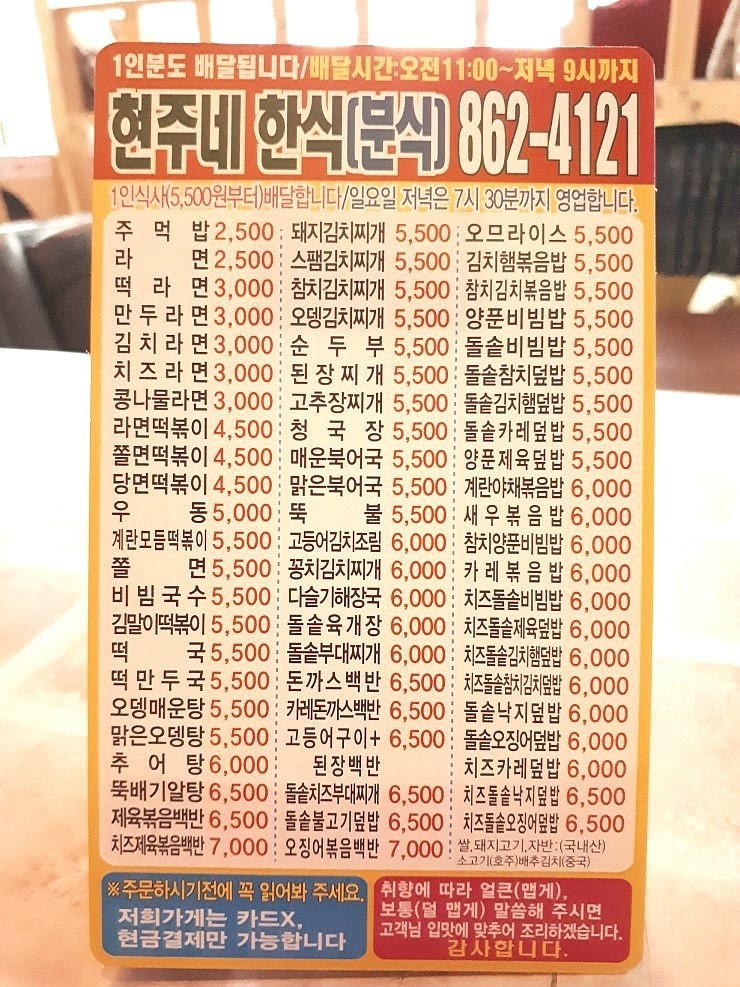 1인분도 배달됩니다/배달시간:오전11:00~저녁 9시까지
현주네 한식(분식) 862-4121
1인식사(5,500원부터)배달합니다/일요일 저녁은 7시 30분까지 영업합니다.
주먹밥 2,500
라면 2,500
떡라면 3,000
만두라면 3,000
김치라면 3,000
치즈라면 3,000
콩나물라면 3,000
라면떡볶이 4,500
쫄면떡볶이 4,500
당면떡볶이 4,500
우동 5,000
계란모듬떡볶이 5,500
쫄면 5,500
비빔국수 5,500
김말이떡볶이 5,500
떡국 5,500
떡만두국 5,500
오뎅매운탕 5,500
맑은오뎅탕 5,500
추어탕 6,000
뚝배기알탕 6,500
제육볶음백반 6,500
치즈제육볶음백반 7,000
돼지김치찌개 5,500
스팸김치찌개 5,500
참치김치찌개 5,500
오뎅김치찌개 5,500
순두부 5,500
된장찌개 5,500
고추장찌개 5,500
청국장 5,500
매운북어국 5,500
맑은북어국 5,500
뚝불 5,500
고등어김치조림 6,000
꽁치김치찌개 6,000
다슬기해장국 6,000
돌솥육개장 6,000
돌솥부대찌개 6,000
돈까스백반 6,500
카레돈까스백반 6,500
고등어구이+ 6,500
된장백반
돌솥치즈부대찌개 6,500
돌솥불고기덮밥 6,500
오징어볶음백반 7,000
오므라이스 5,500
김치햄볶음밥 5,500
참치김치볶음밥 5,500
양푼비빔밥 5,500
돌솥비빔밥 5,500
돌솥참치덮밥 5,500
돌솥김치햄덮밥 5,500
돌솥카레덮밥 5,500
양푼제육덮밥 5,500
계란야채볶음밥 6,000
새우볶음밥 6,000
참치양푼비빔밥 6,000
카레볶음밥 6,000
치즈돌솥비빔밥 6,000
치즈돌솥제육덮밥 6,000
치즈돌솥김치햄덮밥 6,000
치즈돌솥참치김치덮밥 6,000
돌솥낙지덮밥 6,000
돌솥오징어덮밥 6,000
치즈카레덮밥 6,000
치즈돌솥낙지덮밥 6,500
치즈돌솥오징어덮밥 6,500
쌀,돼지고기,자반:(국내산)
소고기(호주)배추김치(중국)
※주문하시기전에 꼭 읽어봐 주세요.
저희가게는 카드X,
현금결제만 가능합니다
취향에 따라 얼큰(맵게),
보통(덜 맵게) 말씀해 주시면
고객님 입맛에 맞추어 조리하겠습니다.
감사합니다.